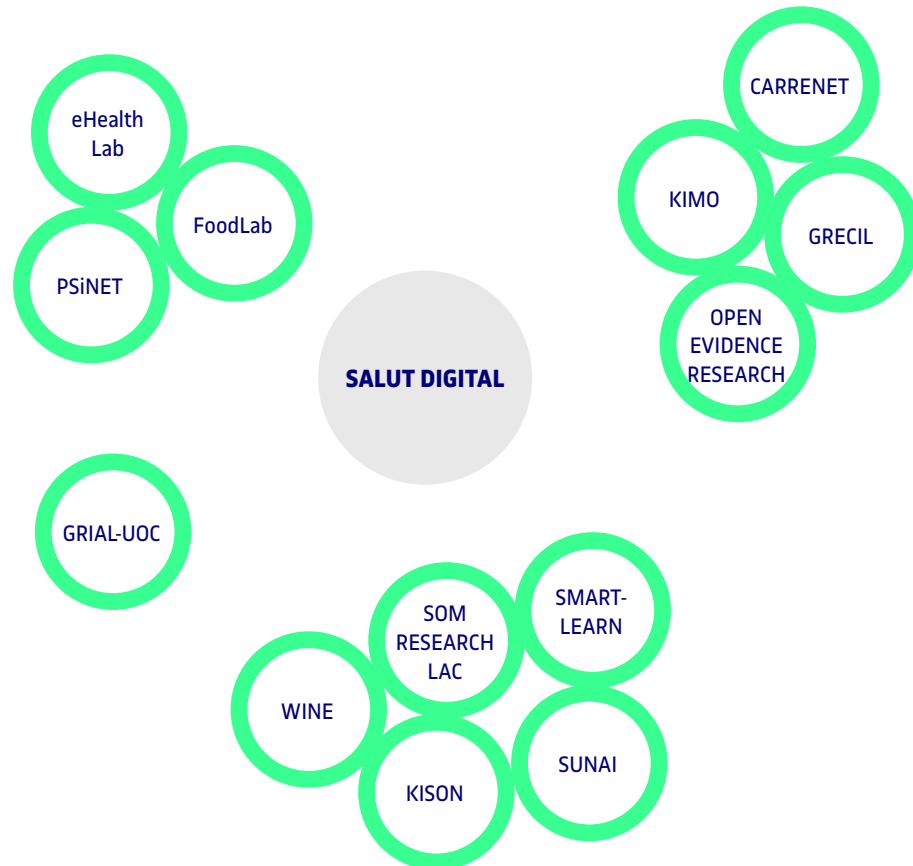 eHealth
Lab
FoodLab
PSiNET
CARRENET
KIMO
GRECIL
OPEN
EVIDENCE
RESEARCH
SALUT DIGITAL
GRIAL-UOC
SOM
RESEARCH
LAC
SMART-
LEARN
WINE
KISON
SUNAI